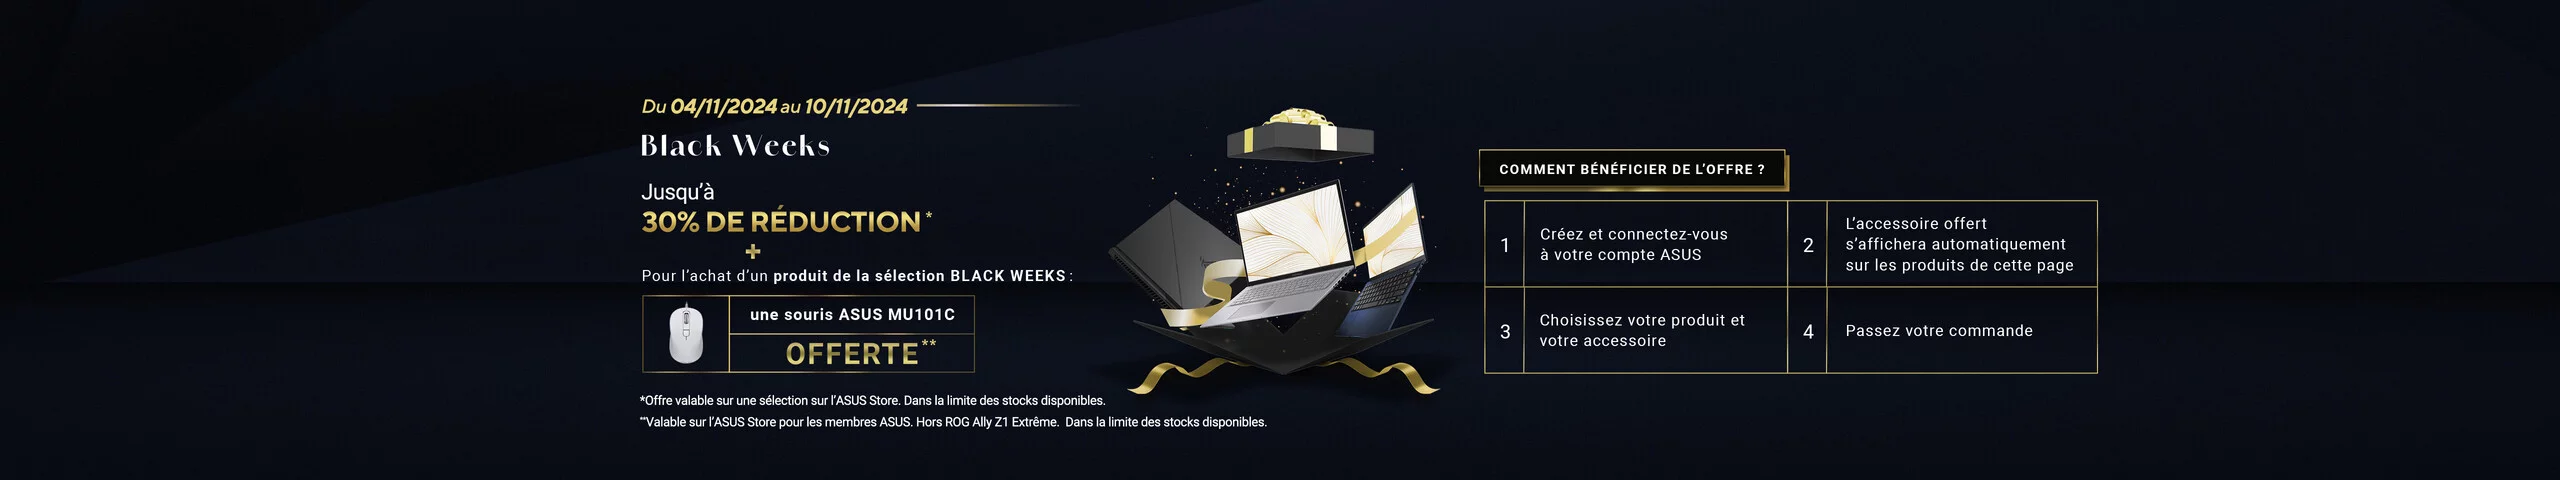 Du 04/11/2024 au 10/11/2024
Black Weeks
Jusqu'à
30% DE RÉDUCTION*
+
Pour l'achat d'un produit de la sélection BLACK WEEKS :
une souris ASUS MU101C
OFFERTE**
*Offre valable sur une sélection sur l'ASUS Store. Dans la limite des stocks disponibles.
**Valable sur l'ASUS Store pour les membres ASUS. Hors ROG Ally Z1 Extrême. Dans la limite des stocks disponibles.
COMMENT BÉNÉFICIER DE L'OFFRE ?
1
Créez et connectez-vous
à votre compte ASUS
2
L'accessoire offert
s'affichera automatiquement
sur les produits de cette page
3
Choisissez votre produit et
votre accessoire
4
Passez votre commande